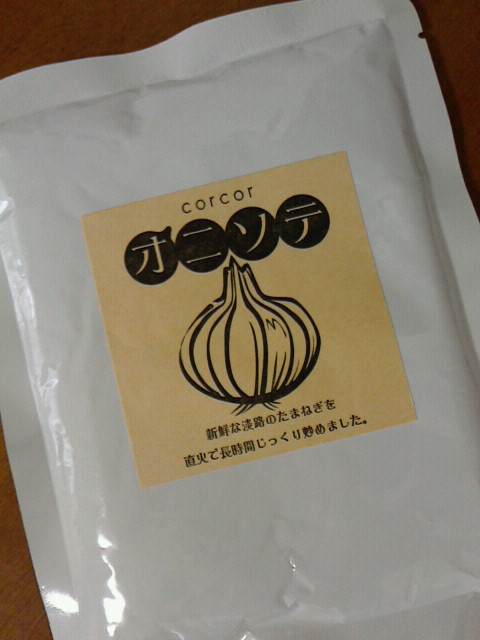 corcor
オニソテ
新鮮な淡路のたまねぎを
直火で長時間じっくり炒めました。